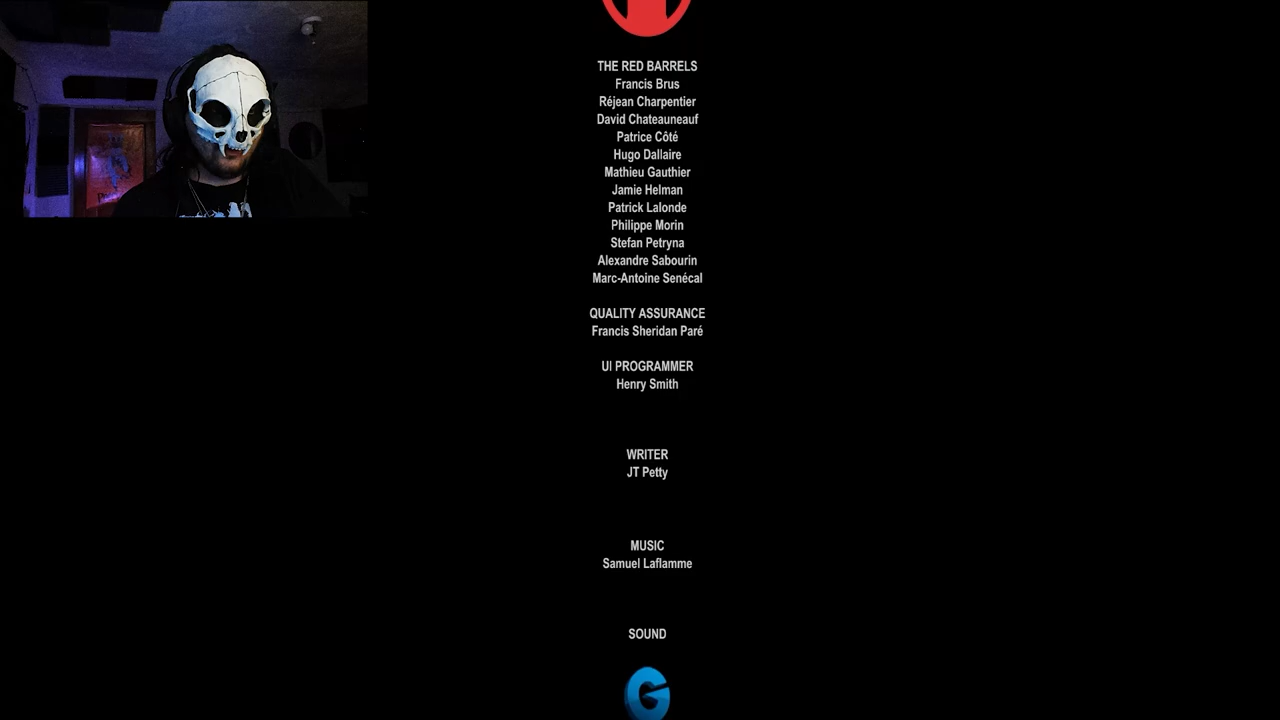 THE RED BARRELS
Francis Brus
Réjean Charpentier
David Chateauneuf
Patrice Côté
Hugo Dallaire
Mathieu Gauthier
Jamie Helman
Patrick Lalonde
Philippe Morin
Stefan Petryna
Alexandre Sabourin
Marc-Antoine Senécal
QUALITY ASSURANCE
Francis Sheridan Paré
UI PROGRAMMER
Henry Smith
WRITER
JT Petty
MUSIC
Samuel Laflamme
SOUND
G